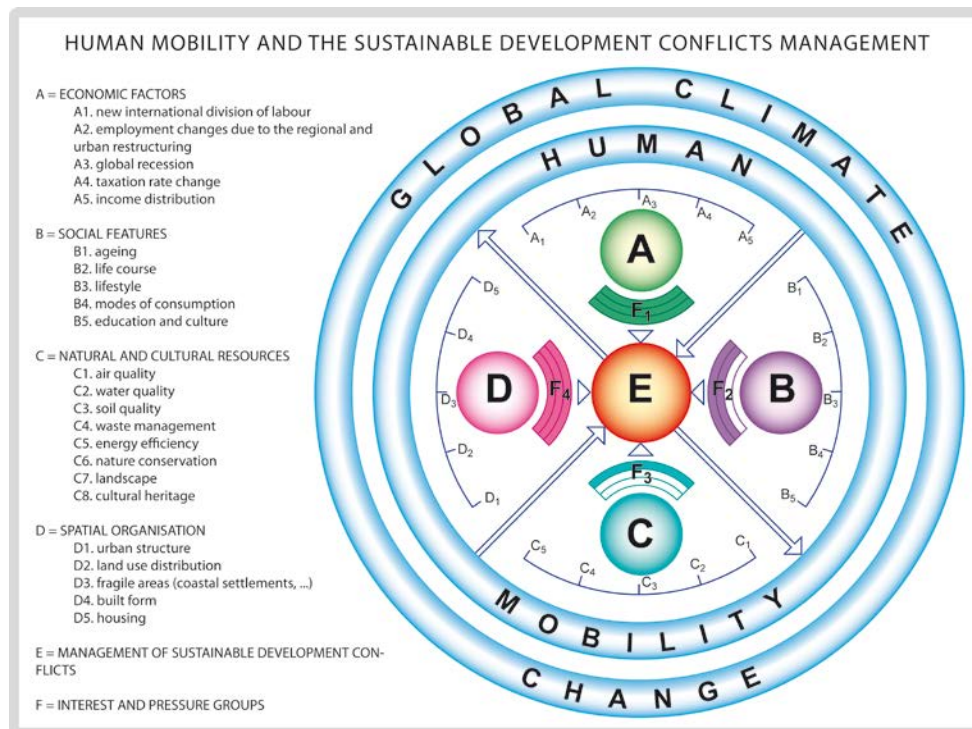 HUMAN MOBILITY AND THE SUSTAINABLE DEVELOPMENT CONFLICTS MANAGEMENT
A = ECONOMIC FACTORS
A1. new international division of labour
A2. employment changes due to the regional and
urban restructuring
A3. global recession
A4. taxation rate change
A5. income distribution
B = SOCIAL FEATURES
B1. ageing
B2. life course
B3. lifestyle
B4. modes of consumption
B5. education and culture
C = NATURAL AND CULTURAL RESOURCES
C1. air quality
C2. water quality
C3. soil quality
C4. waste management
C5. energy efficiency
C6. nature conservation
C7. landscape
C8. cultural heritage
D = SPATIAL ORGANISATION
D1. urban structure
D2. land use distribution
D3. fragile areas (coastal settlements, ...)
D4. built form
D5. housing
E = MANAGEMENT OF SUSTAINABLE DEVELOPMENT CON-
FLICTS
F = INTEREST AND PRESSURE GROUPS
GLOBAL CLIMATE
HUMAN
A1 A2 A3 A4 A5
A
F1
D5 D4 D3 D2 D1
D
F4
E
F2
B
B1 B2 B3 B4 B5
F3
C
C5 C4 C3 C2 C1
MOBILITY
CHANGE